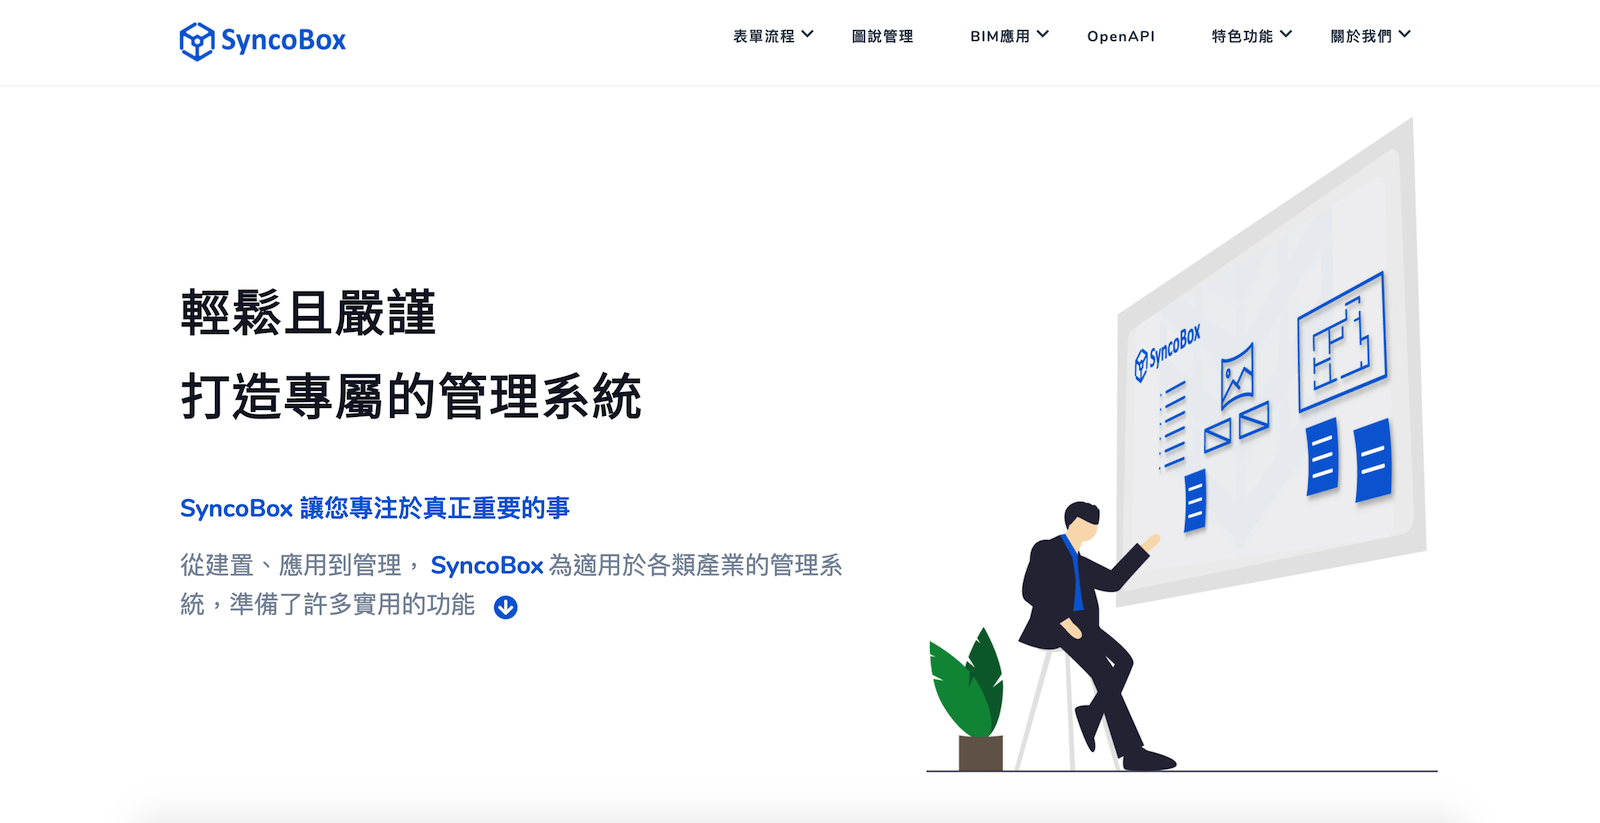 SyncoBox
表單流程
圖說管理
BIM應用
OpenAPI
特色功能
關於我們
輕鬆且嚴謹
打造專屬的管理系統
SyncoBox 讓您專注於真正重要的事
從建置、應用到管理， SyncoBox 為適用於各類產業的管理系
統，準備了許多實用的功能
SyncoBox